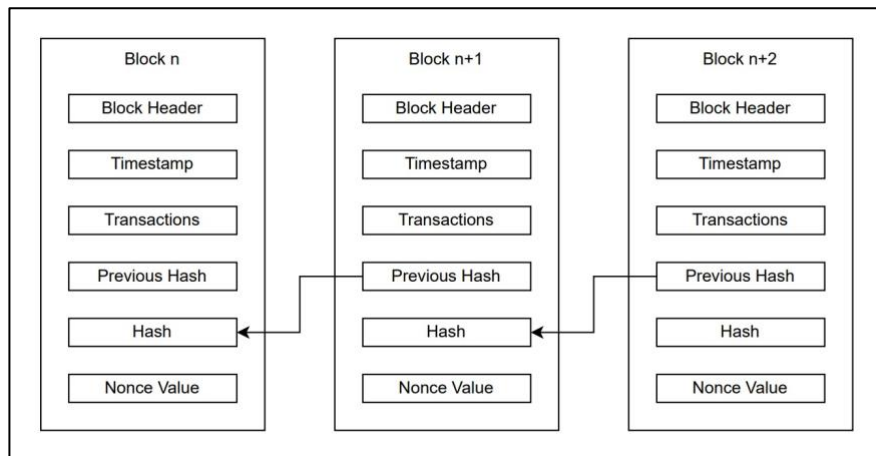 Block n
Block Header
Timestamp
Transactions
Previous Hash
Hash
Nonce Value
Block n+1
Block Header
Timestamp
Transactions
Previous Hash
Hash
Nonce Value
Block n+2
Block Header
Timestamp
Transactions
Previous Hash
Hash
Nonce Value